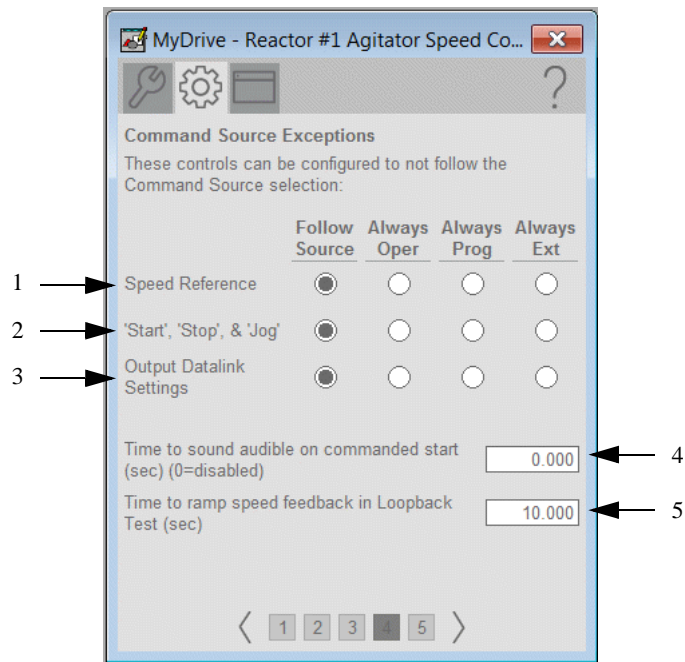 MyDrive - Reactor #1 Agitator Speed Co...
?
Command Source Exceptions
These controls can be configured to not follow the
Command Source selection:
Follow Source Always Oper Always Prog Always Ext
1 Speed Reference
2 'Start', 'Stop', & 'Jog'
3 Output Datalink
Settings
Time to sound audible on commanded start
(sec) (0=disabled) 0.000 4
Time to ramp speed feedback in Loopback
Test (sec) 10.000 5
1 2 3 4 5